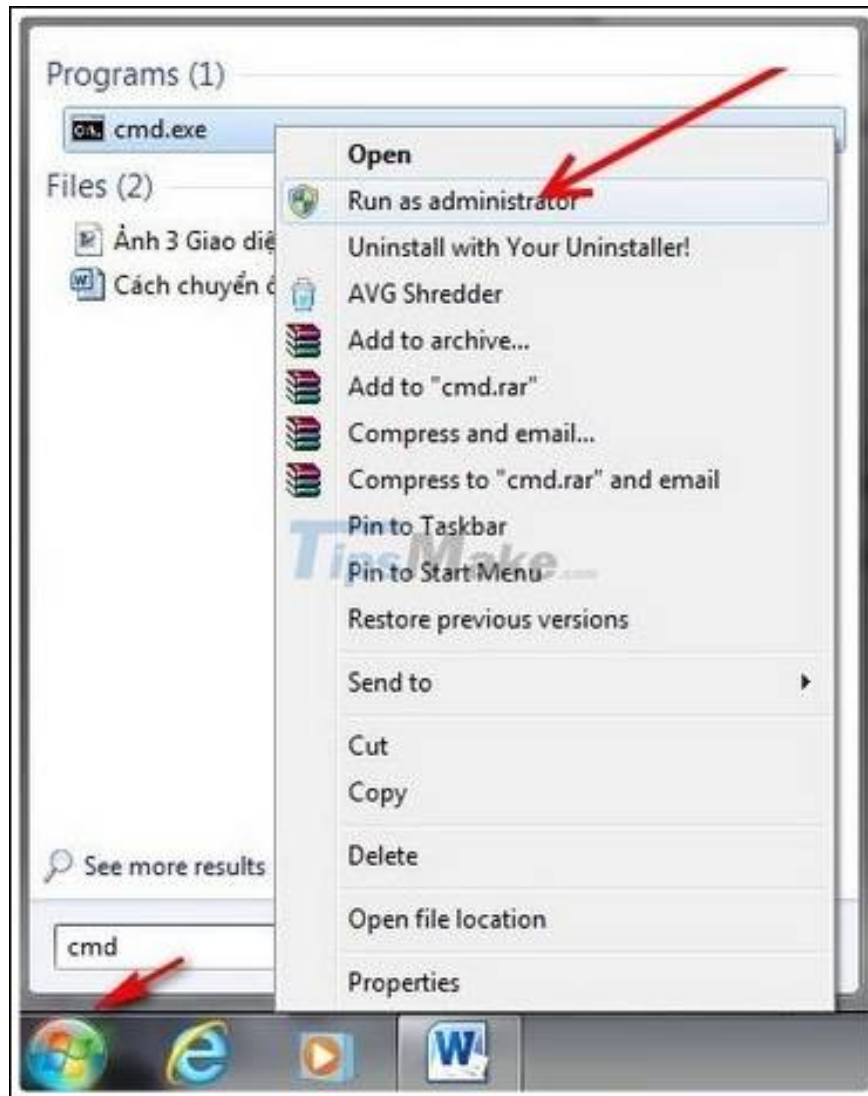 Programs (1)
cmd.exe
Files (2)
Ảnh 3 Giao diệ
Cách chuyển ổ
See more results
cmd
Open
Run as administrator
Uninstall with Your Uninstaller!
AVG Shredder
Add to archive...
Add to "cmd.rar"
Compress and email...
Compress to "cmd.rar" and email
Pin to Taskbar
TipsMake.com
Pin to Start Menu
Restore previous versions
Send to
Cut
Copy
Delete
Open file location
Properties